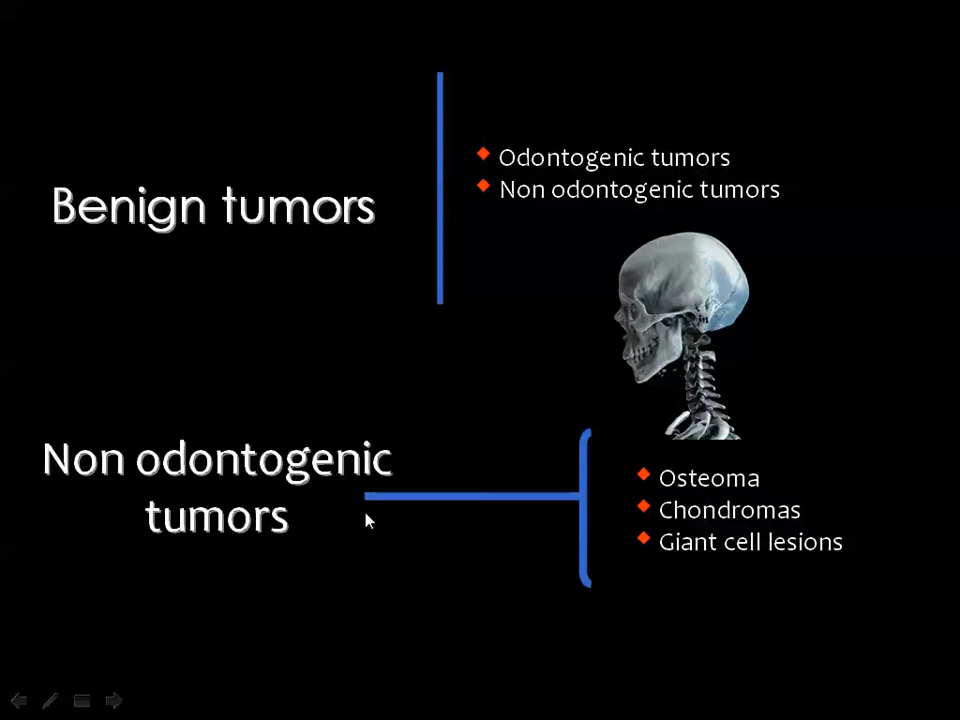 Benign tumors
Odontogenic tumors
Non odontogenic tumors
Non odontogenic
tumors
Osteoma
Chondromas
Giant cell lesions